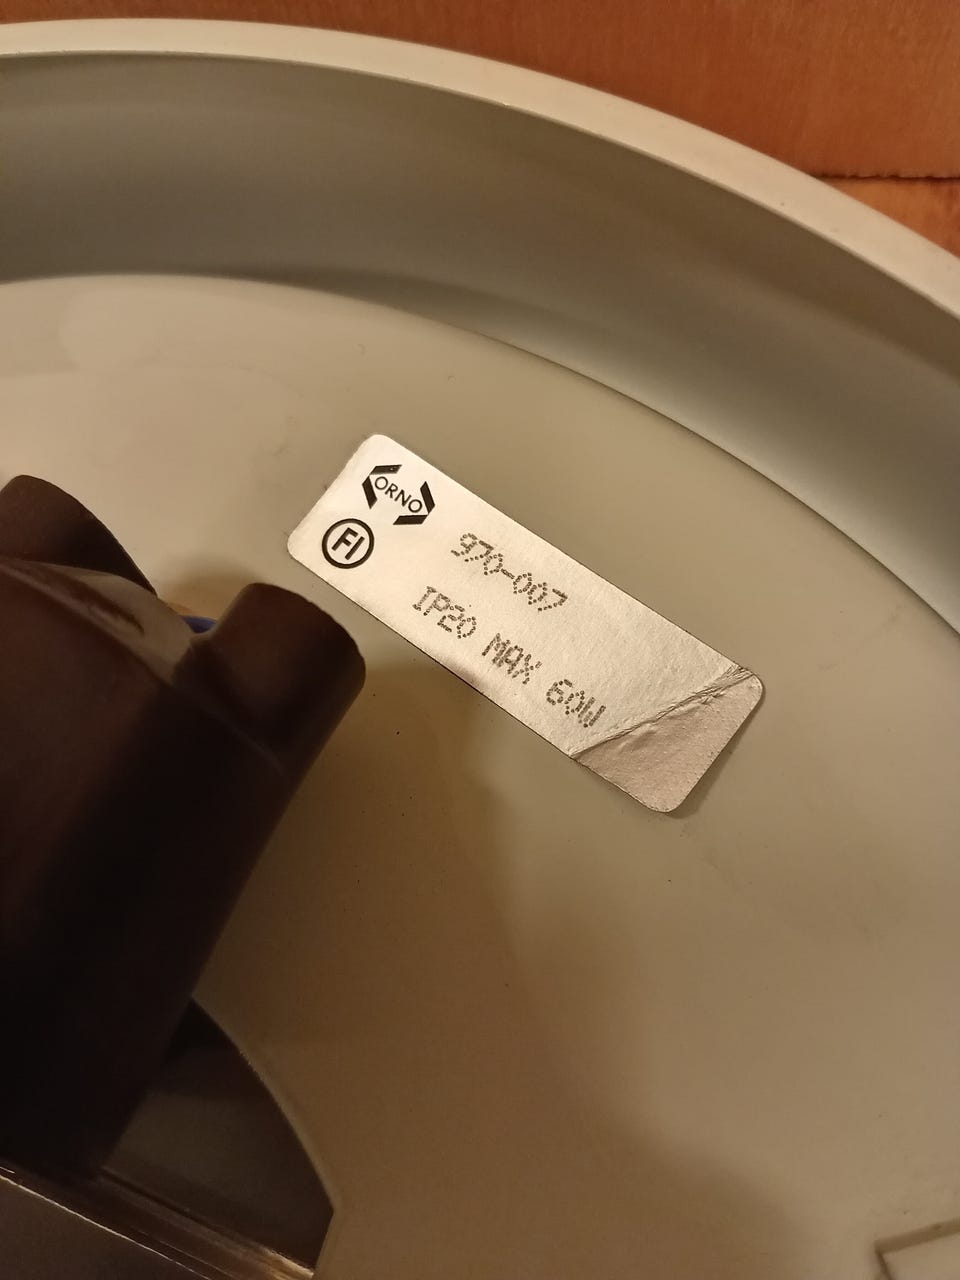 ORNO
FI
970-007
IP20 MAX 60W